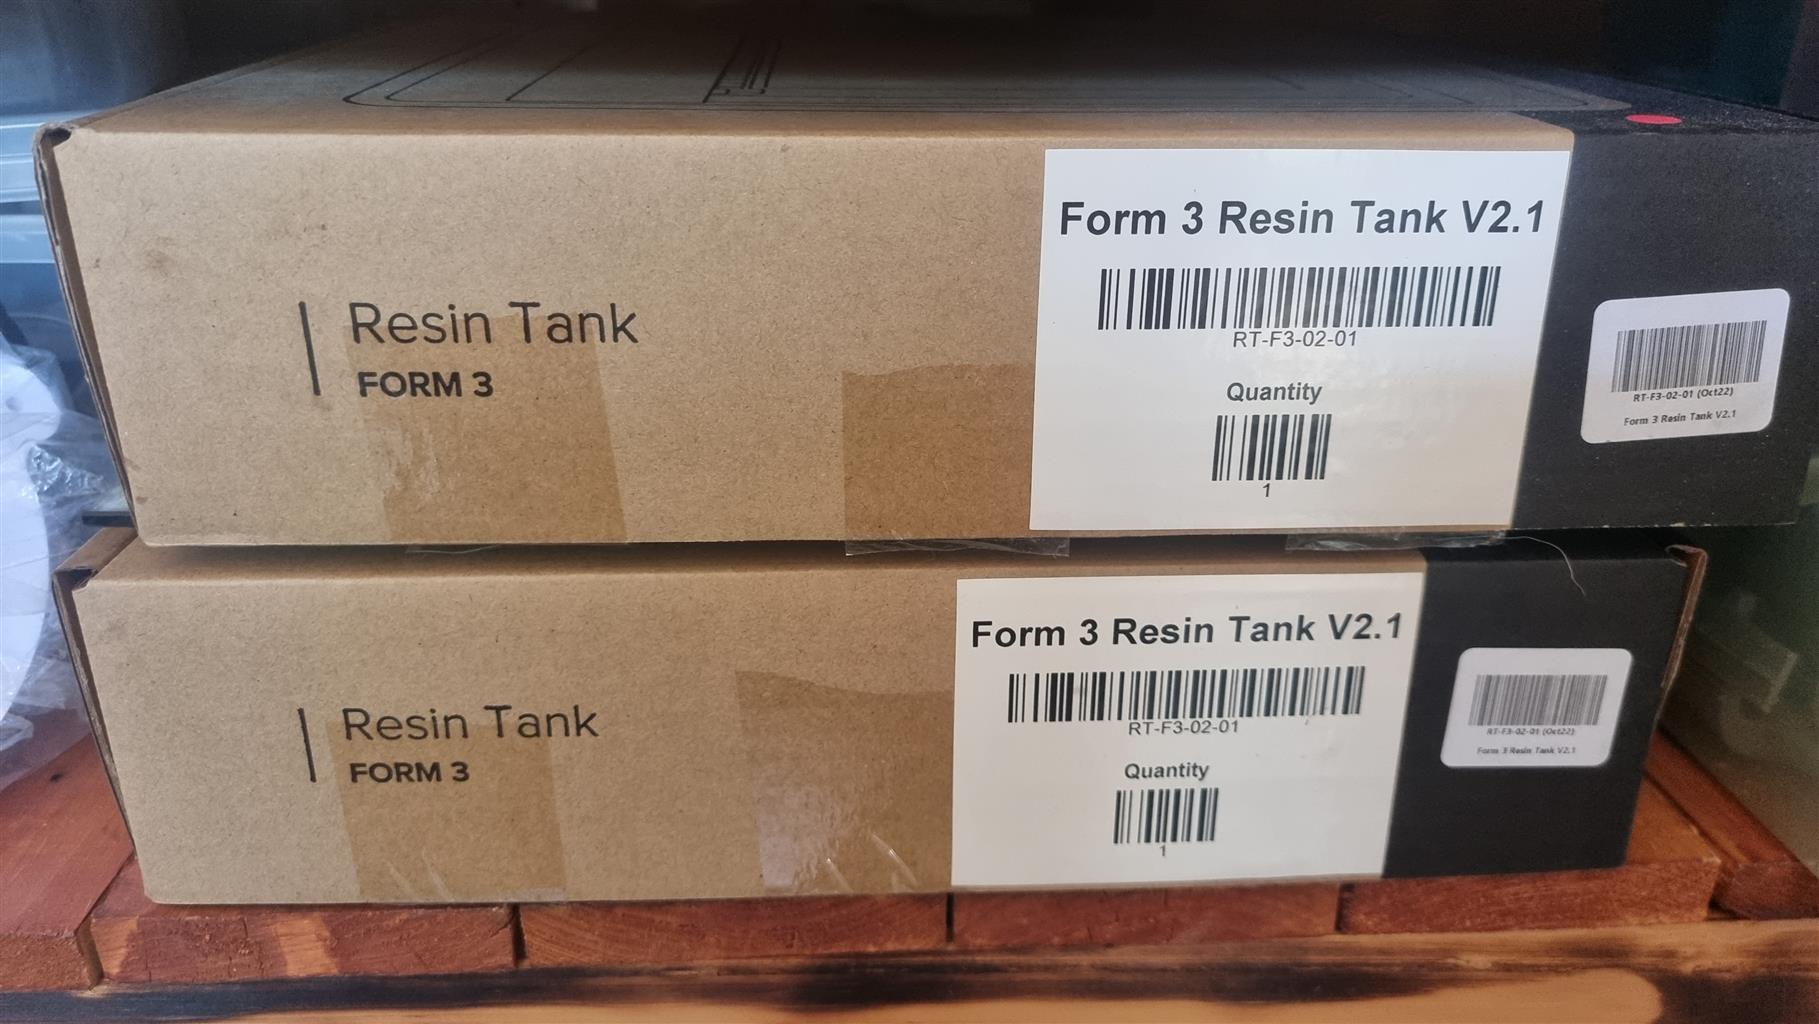 Resin Tank
FORM 3
Form 3 Resin Tank V2.1
RT-F3-02-01
Quantity
1
RT-F3-02-01 (Oct22)
Form 3 Resin Tank V2.1
Resin Tank
FORM 3
Form 3 Resin Tank V2.1
RT-F3-02-01
Quantity
1
RT-F3-02-01 (Oct22)
Form 3 Resin Tank V2.1